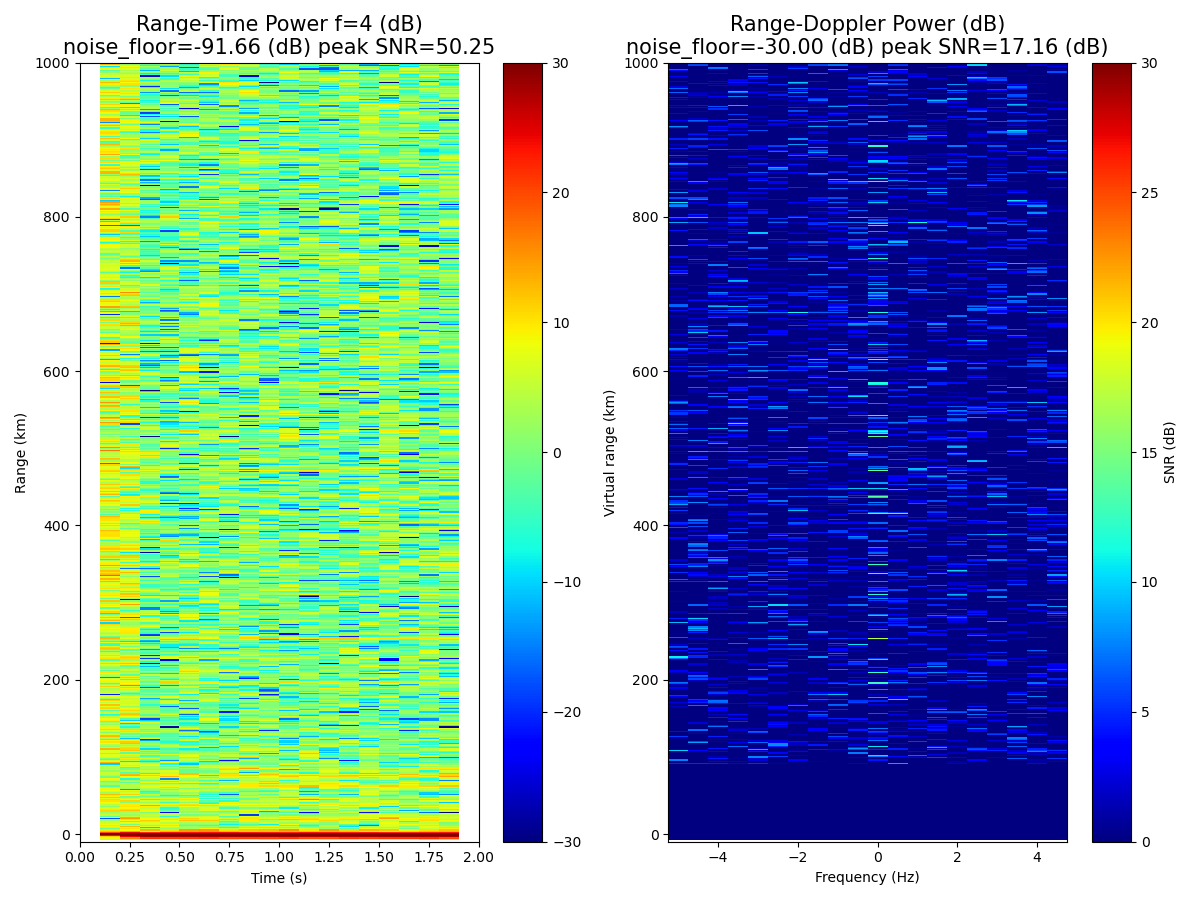 Range-Time Power f=4 (dB)
noise_floor=-91.66 (dB) peak SNR=50.25
Range-Doppler Power (dB)
noise_floor=-30.00 (dB) peak SNR=17.16 (dB)
Range (km)
1000
800
600
400
200
0
0.00 0.25 0.50 0.75 1.00 1.25 1.50 1.75 2.00
Time (s)
30
20
10
0
−10
−20
−30
Virtual range (km)
1000
800
600
400
200
0
−4 −2 0 2 4
Frequency (Hz)
30
25
20
15
10
5
0
SNR (dB)